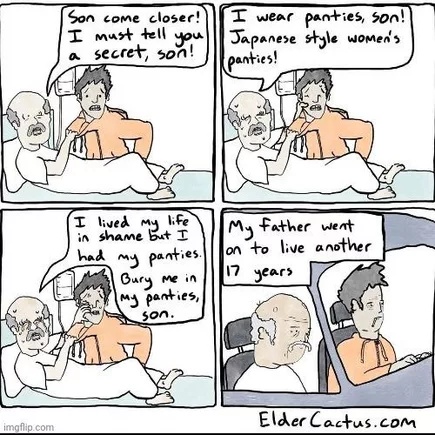 Son come closer!
I must tell you
a secret, son!
I wear panties, son!
Japanese style women's
panties!
I lived my life
in shame but I
had my panties.
Bury me in
my panties,
son.
My father went
on to live another
17 years
ElderCactus.com
imgflip.com